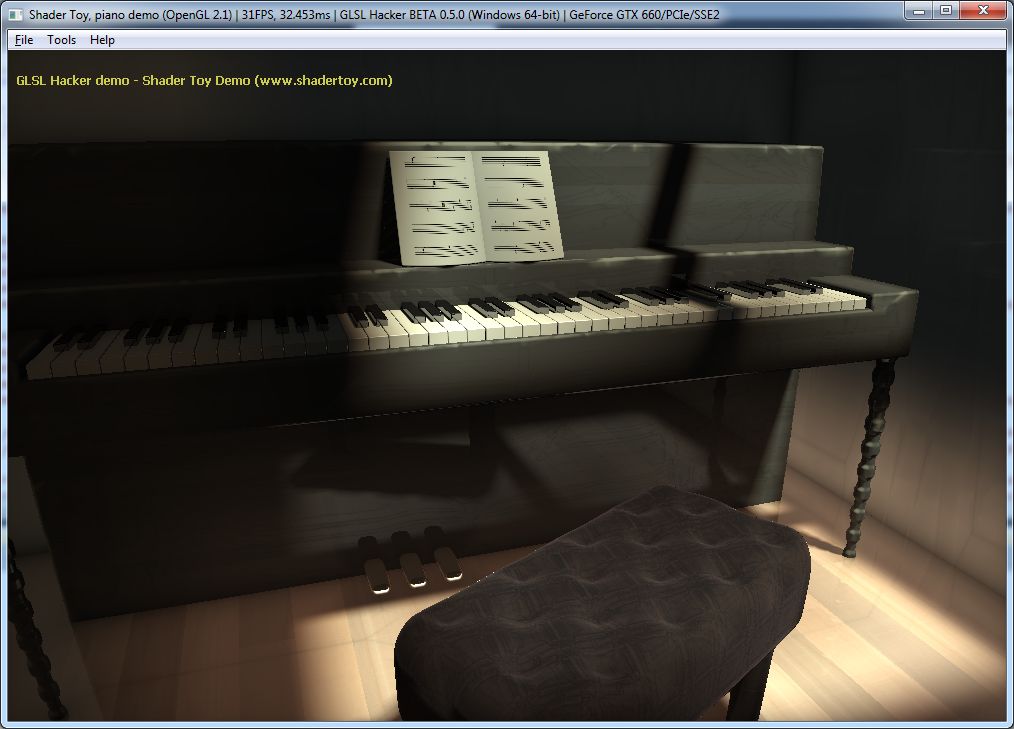 Shader Toy, piano demo (OpenGL 2.1) | 31FPS, 32.453ms | GLSL Hacker BETA 0.5.0 (Windows 64-bit) | GeForce GTX 660/PCIe/SSE2
File Tools Help
GLSL Hacker demo - Shader Toy Demo (www.shadertoy.com)